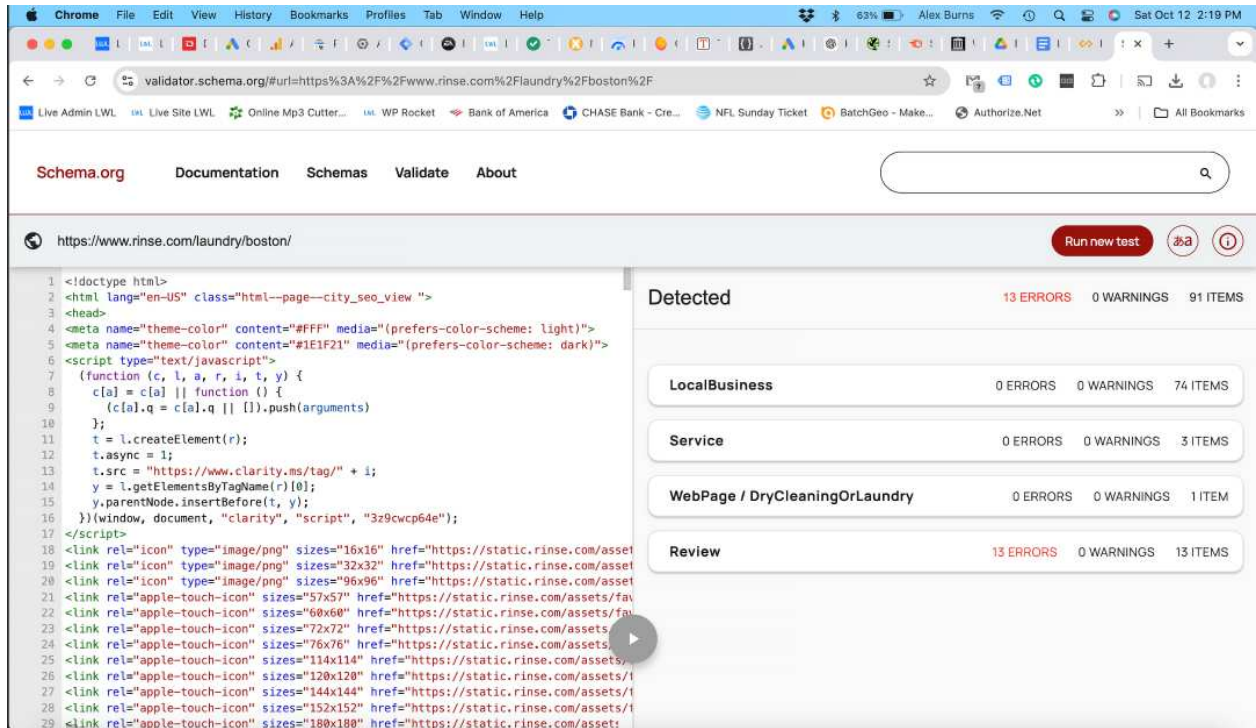 Chrome File Edit View History Bookmarks Profiles Tab Window Help 63% Alex Burns Sat Oct 12 2:19 PM
validator.schema.org/#url=https%3A%2F%2Fwww.rinse.com%2Flaundry%2Fboston%2F
Live Admin LWL Live Site LWL Online Mp3 Cutter... WP Rocket Bank of America CHASE Bank - Cre... NFL Sunday Ticket BatchGeo - Make... Authorize.Net >> All Bookmarks
Schema.org Documentation Schemas Validate About
https://www.rinse.com/laundry/boston/ Run new test あa
Detected 13 ERRORS 0 WARNINGS 91 ITEMS
LocalBusiness 0 ERRORS 0 WARNINGS 74 ITEMS
Service 0 ERRORS 0 WARNINGS 3 ITEMS
WebPage / DryCleaningOrLaundry 0 ERRORS 0 WARNINGS 1 ITEM
Review 13 ERRORS 0 WARNINGS 13 ITEMS
1 <!doctype html>
2 <html lang="en-US" class="html--page--city_seo_view ">
3 <head>
4 <meta name="theme-color" content="#FFF" media="(prefers-color-scheme: light)">
5 <meta name="theme-color" content="#1E1F21" media="(prefers-color-scheme: dark)">
6 <script type="text/javascript">
7 (function (c, l, a, r, i, t, y) {
8 c[a] = c[a] || function () {
9 (c[a].q = c[a].q || []).push(arguments)
10 };
11 t = l.createElement(r);
12 t.async = 1;
13 t.src = "https://www.clarity.ms/tag/" + i;
14 y = l.getElementsByTagName(r)[0];
15 y.parentNode.insertBefore(t, y);
16 })(window, document, "clarity", "script", "3z9cwcp64e");
17 </script>
18 <link rel="icon" type="image/png" sizes="16x16" href="https://static.rinse.com/asset
19 <link rel="icon" type="image/png" sizes="32x32" href="https://static.rinse.com/asset
20 <link rel="icon" type="image/png" sizes="96x96" href="https://static.rinse.com/asset
21 <link rel="apple-touch-icon" sizes="57x57" href="https://static.rinse.com/assets/fav
22 <link rel="apple-touch-icon" sizes="60x60" href="https://static.rinse.com/assets/fav
23 <link rel="apple-touch-icon" sizes="72x72" href="https://static.rinse.com/assets
24 <link rel="apple-touch-icon" sizes="76x76" href="https://static.rinse.com/assets
25 <link rel="apple-touch-icon" sizes="114x114" href="https://static.rinse.com/assets/
26 <link rel="apple-touch-icon" sizes="120x120" href="https://static.rinse.com/assets/f
27 <link rel="apple-touch-icon" sizes="144x144" href="https://static.rinse.com/assets/f
28 <link rel="apple-touch-icon" sizes="152x152" href="https://static.rinse.com/assets/f
29 <link rel="apple-touch-icon" sizes="180x180" href="https://static.rinse.com/assets